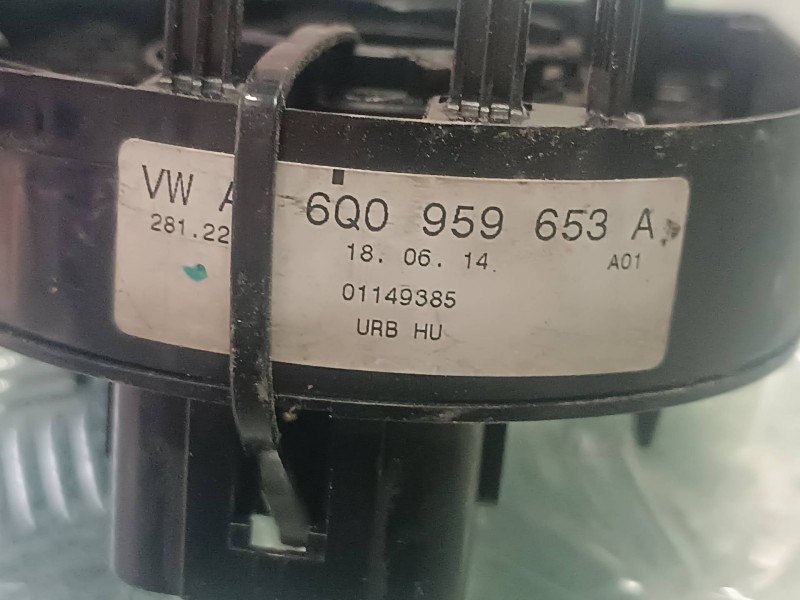 VW 6Q0 959 653 A
281.22
18. 06. 14. A01
01149385
URB HU